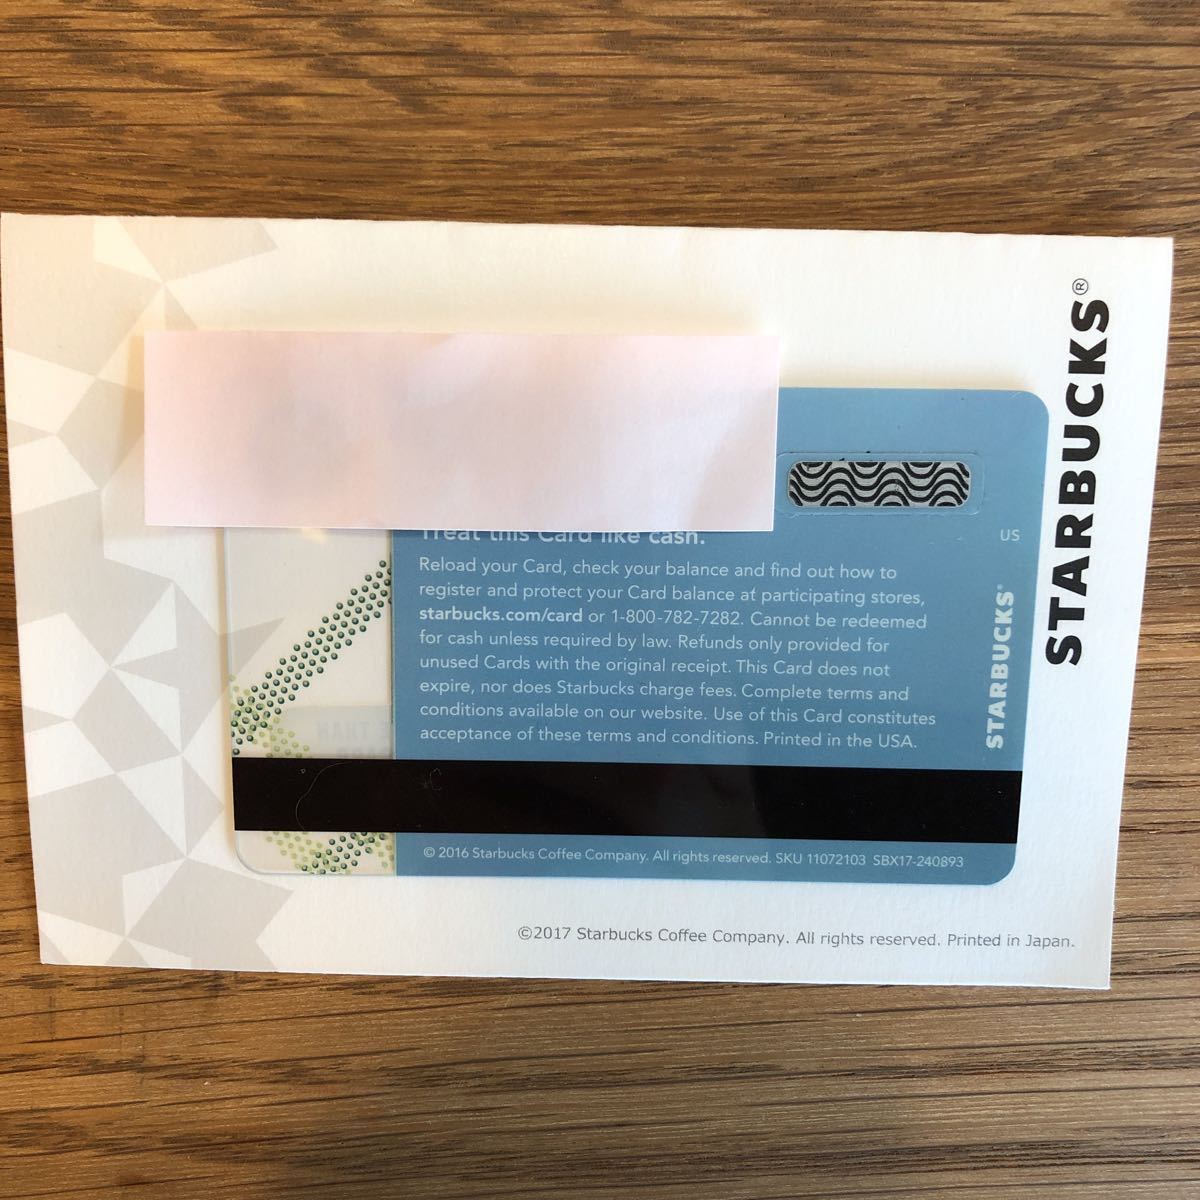 Treat this Card like cash.
Reload your Card, check your balance and find out how to
register and protect your Card balance at participating stores,
starbucks.com/card or 1-800-782-7282. Cannot be redeemed
for cash unless required by law. Refunds only provided for
unused Cards with the original receipt. This Card does not
expire, nor does Starbucks charge fees. Complete terms and
conditions available on our website. Use of this Card constitutes
acceptance of these terms and conditions. Printed in the USA.
US
STARBUCKS®
© 2016 Starbucks Coffee Company. All rights reserved. SKU 11072103 SBX17-240893
STARBUCKS®
©2017 Starbucks Coffee Company. All rights reserved. Printed in Japan.